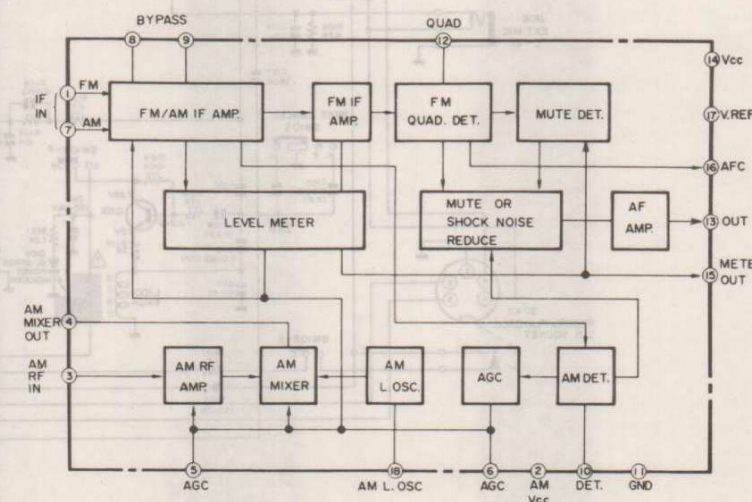 BYPASS
QUAD
8
9
12
14 Vcc
1 FM
IF IN
7 AM
FM/AM IF AMP.
FM IF AMP.
FM QUAD. DET.
MUTE DET.
17 V.REF
16 AFC
LEVEL METER
MUTE OR SHOCK NOISE REDUCE
AF AMP.
13 OUT
METE OUT
15
AM MIXER OUT
4
AM RF IN
3
AM RF AMP.
AM MIXER
AM L. OSC.
AGC
AM DET.
5
18
6
2
10
11
AGC
AM L. OSC
AGC
AM Vcc
DET.
GND